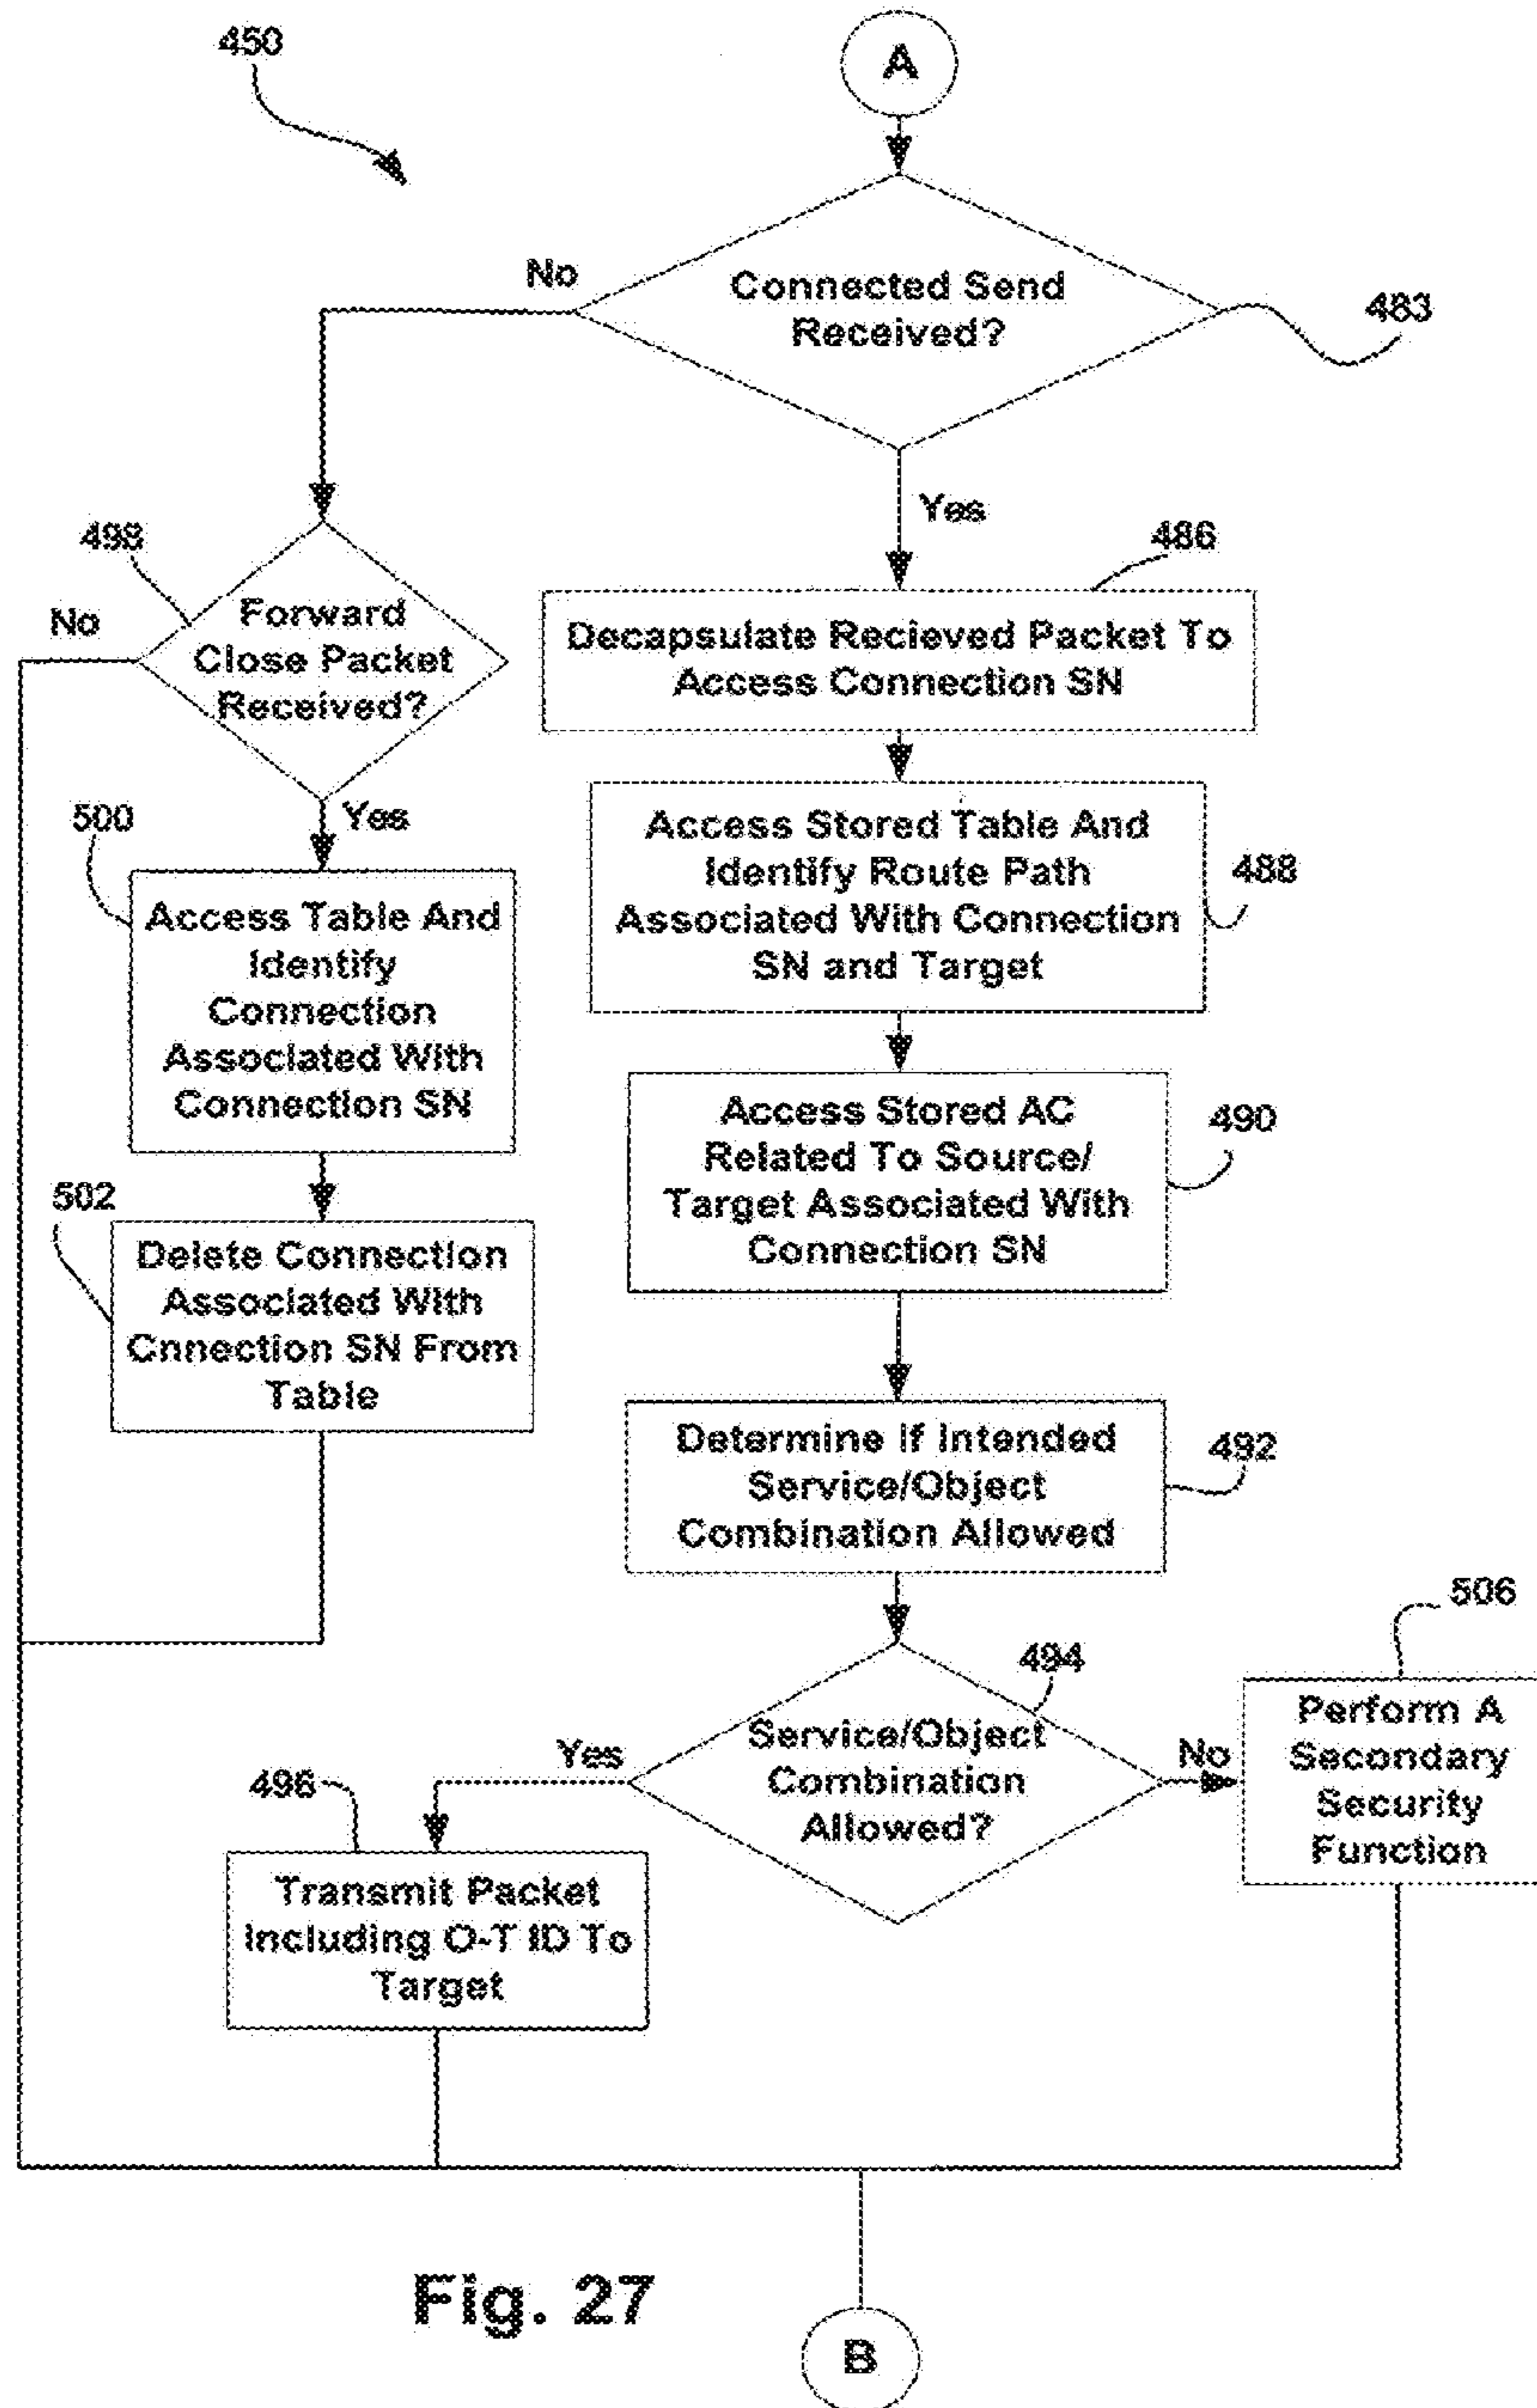 450
A
Connected Send
Received?
No
483
Yes
498
486
No
Forward
Close Packet
Received?
Decapsulate Recieved Packet To
Access Connection SN
500
Yes
Access Stored Table And
Identify Route Path
Associated With Connection
SN and Target
488
Access Table And
Identify
Connection
Associated With
Connection SN
Access Stored AC
Related To Source/
Target Associated With
Connection SN
490
502
Delete Connection
Associated With
Cnnection SN From
Table
Determine If Intended
Service/Object
Combination Allowed
492
506
494
Service/Object
Combination
Allowed?
Yes
No
Perform A
Secondary
Security
Function
496
Transmit Packet
Including O-T ID To
Target
Fig. 27
B